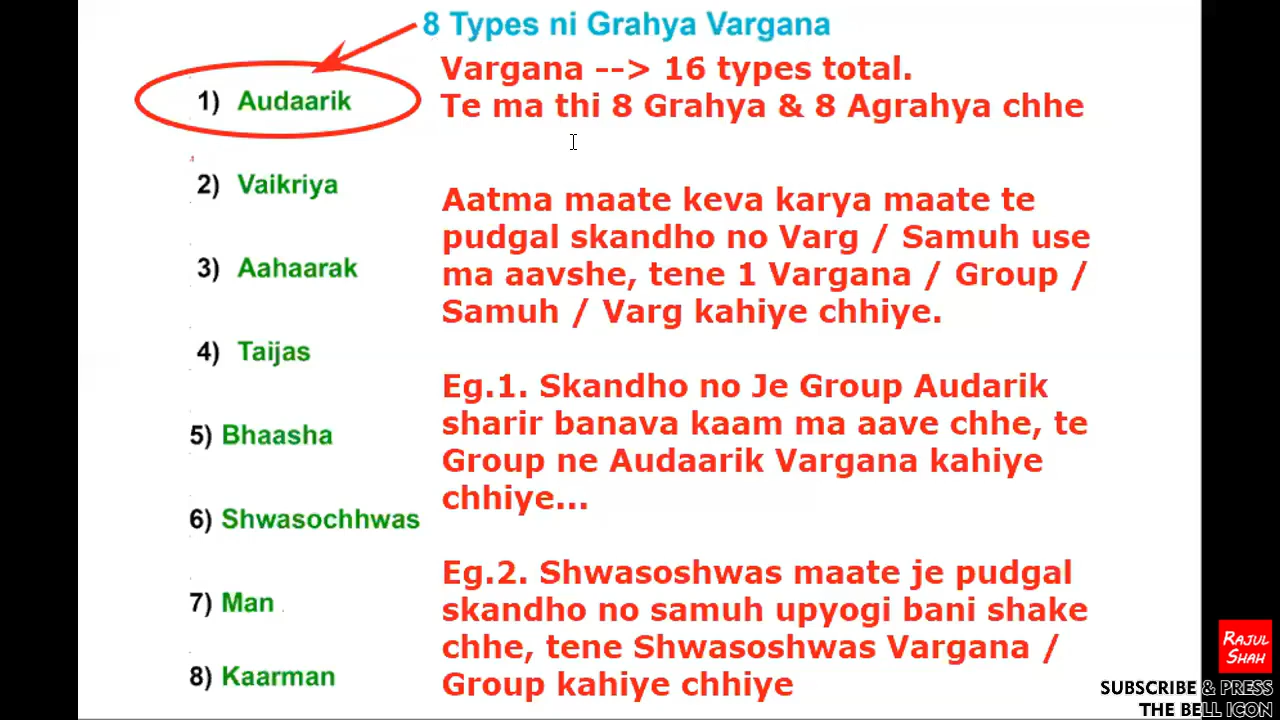 8 Types ni Grahya Vargana
1) Audaarik
2) Vaikriya
3) Aahaarak
4) Taijas
5) Bhaasha
6) Shwasochhwas
7) Man
8) Kaarman
Vargana --> 16 types total.
Te ma thi 8 Grahya & 8 Agrahya chhe
Aatma maate keva karya maate te
pudgal skandho no Varg / Samuh use
ma aavshe, tene 1 Vargana / Group /
Samuh / Varg kahiye chhiye.
Eg.1. Skandho no Je Group Audarik
sharir banava kaam ma aave chhe, te
Group ne Audaarik Vargana kahiye
chhiye...
Eg.2. Shwasoshwas maate je pudgal
skandho no samuh upyogi bani shake
chhe, tene Shwasoshwas Vargana /
Group kahiye chhiye
RAJUL
SHAH
SUBSCRIBE & PRESS
THE BELL ICON